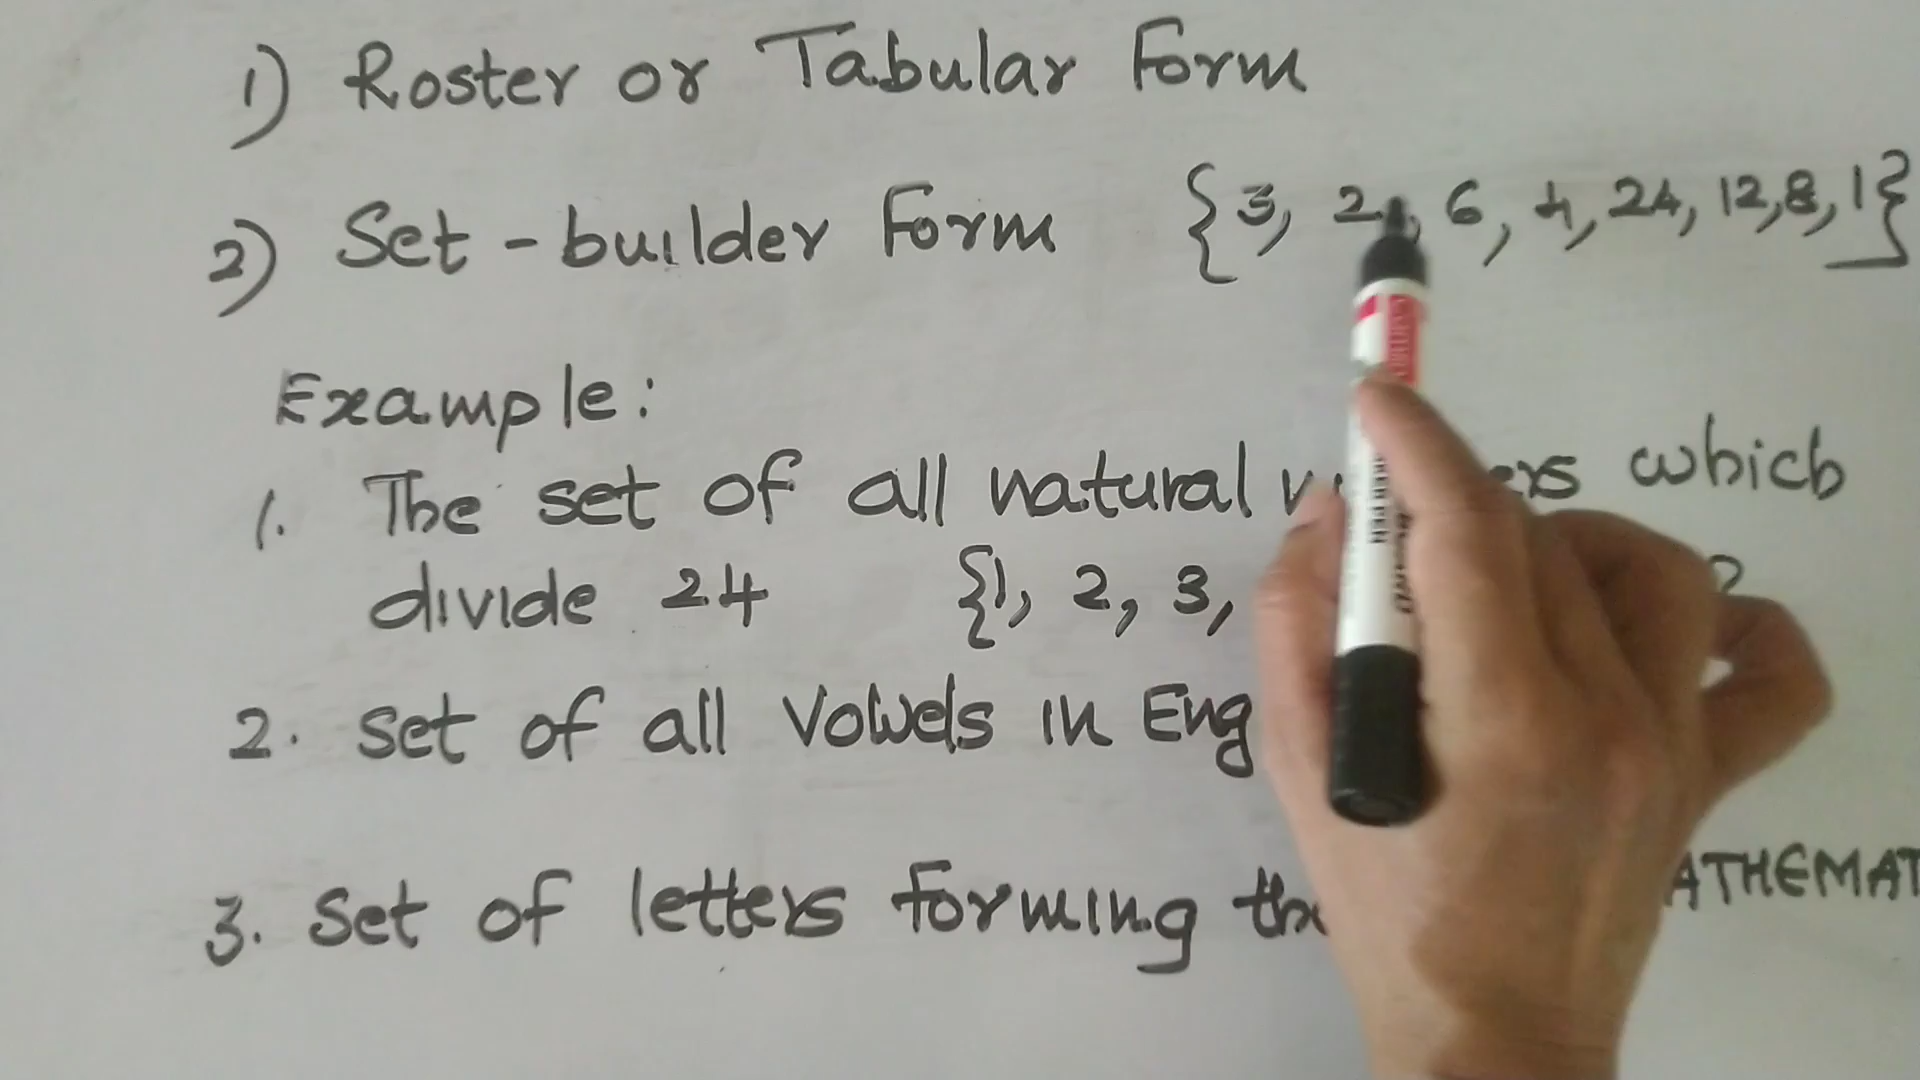 1) Roster or Tabular Form
2) Set-builder Form {3, 2, 6, 4, 24, 12, 8, 1}
Example:
1. The set of all natural which
divide 24 {1, 2, 3,
2. Set of all Vowels in Eng
3. Set of letters forming ATHEMAT